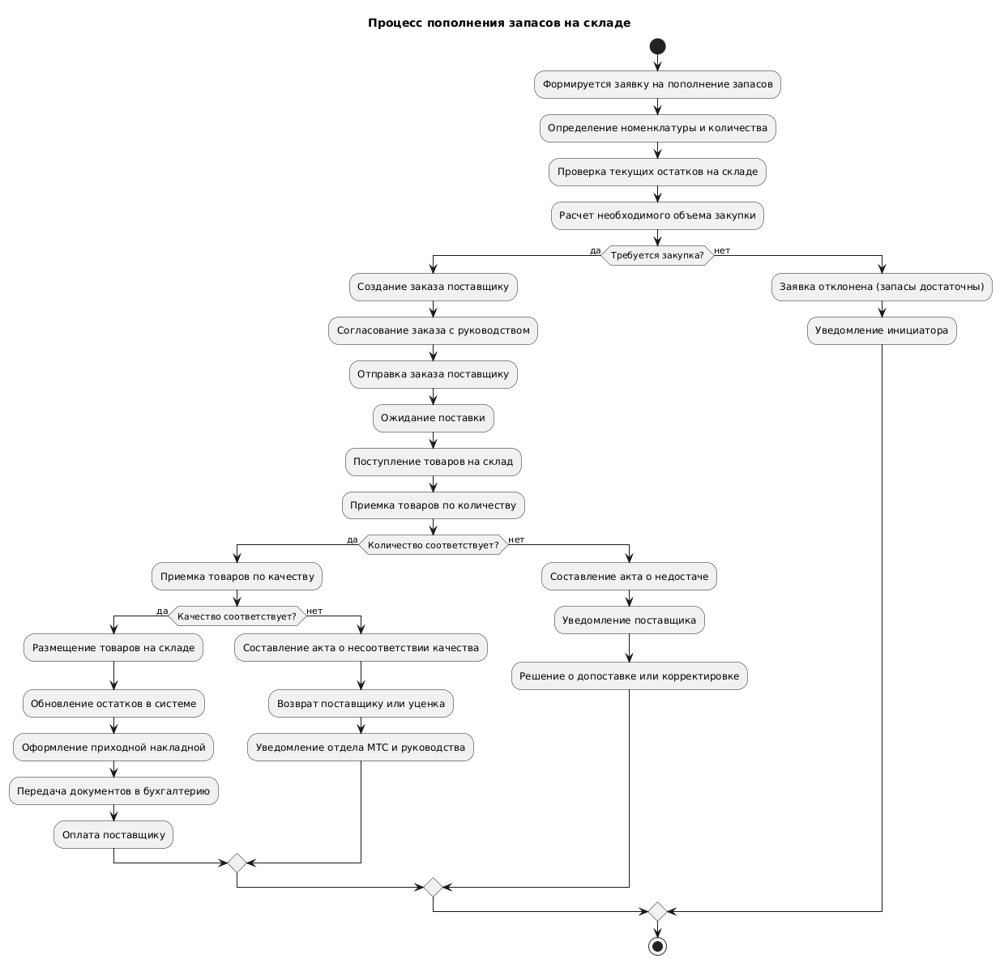 Процесс пополнения запасов на складе
Формируется заявку на пополнение запасов
Определение номенклатуры и количества
Проверка текущих остатков на складе
Расчет необходимого объема закупки
да
Требуется закупка?
нет
Создание заказа поставщику
Заявка отклонена (запасы достаточны)
Согласование заказа с руководством
Уведомление инициатора
Отправка заказа поставщику
Ожидание поставки
Поступление товаров на склад
Приемка товаров по количеству
да
Количество соответствует?
нет
Приемка товаров по качеству
Составление акта о недостаче
да
Качество соответствует?
нет
Уведомление поставщика
Размещение товаров на складе
Составление акта о несоответствии качества
Решение о допоставке или корректировке
Обновление остатков в системе
Возврат поставщику или уценка
Оформление приходной накладной
Уведомление отдела МТС и руководства
Передача документов в бухгалтерию
Оплата поставщику